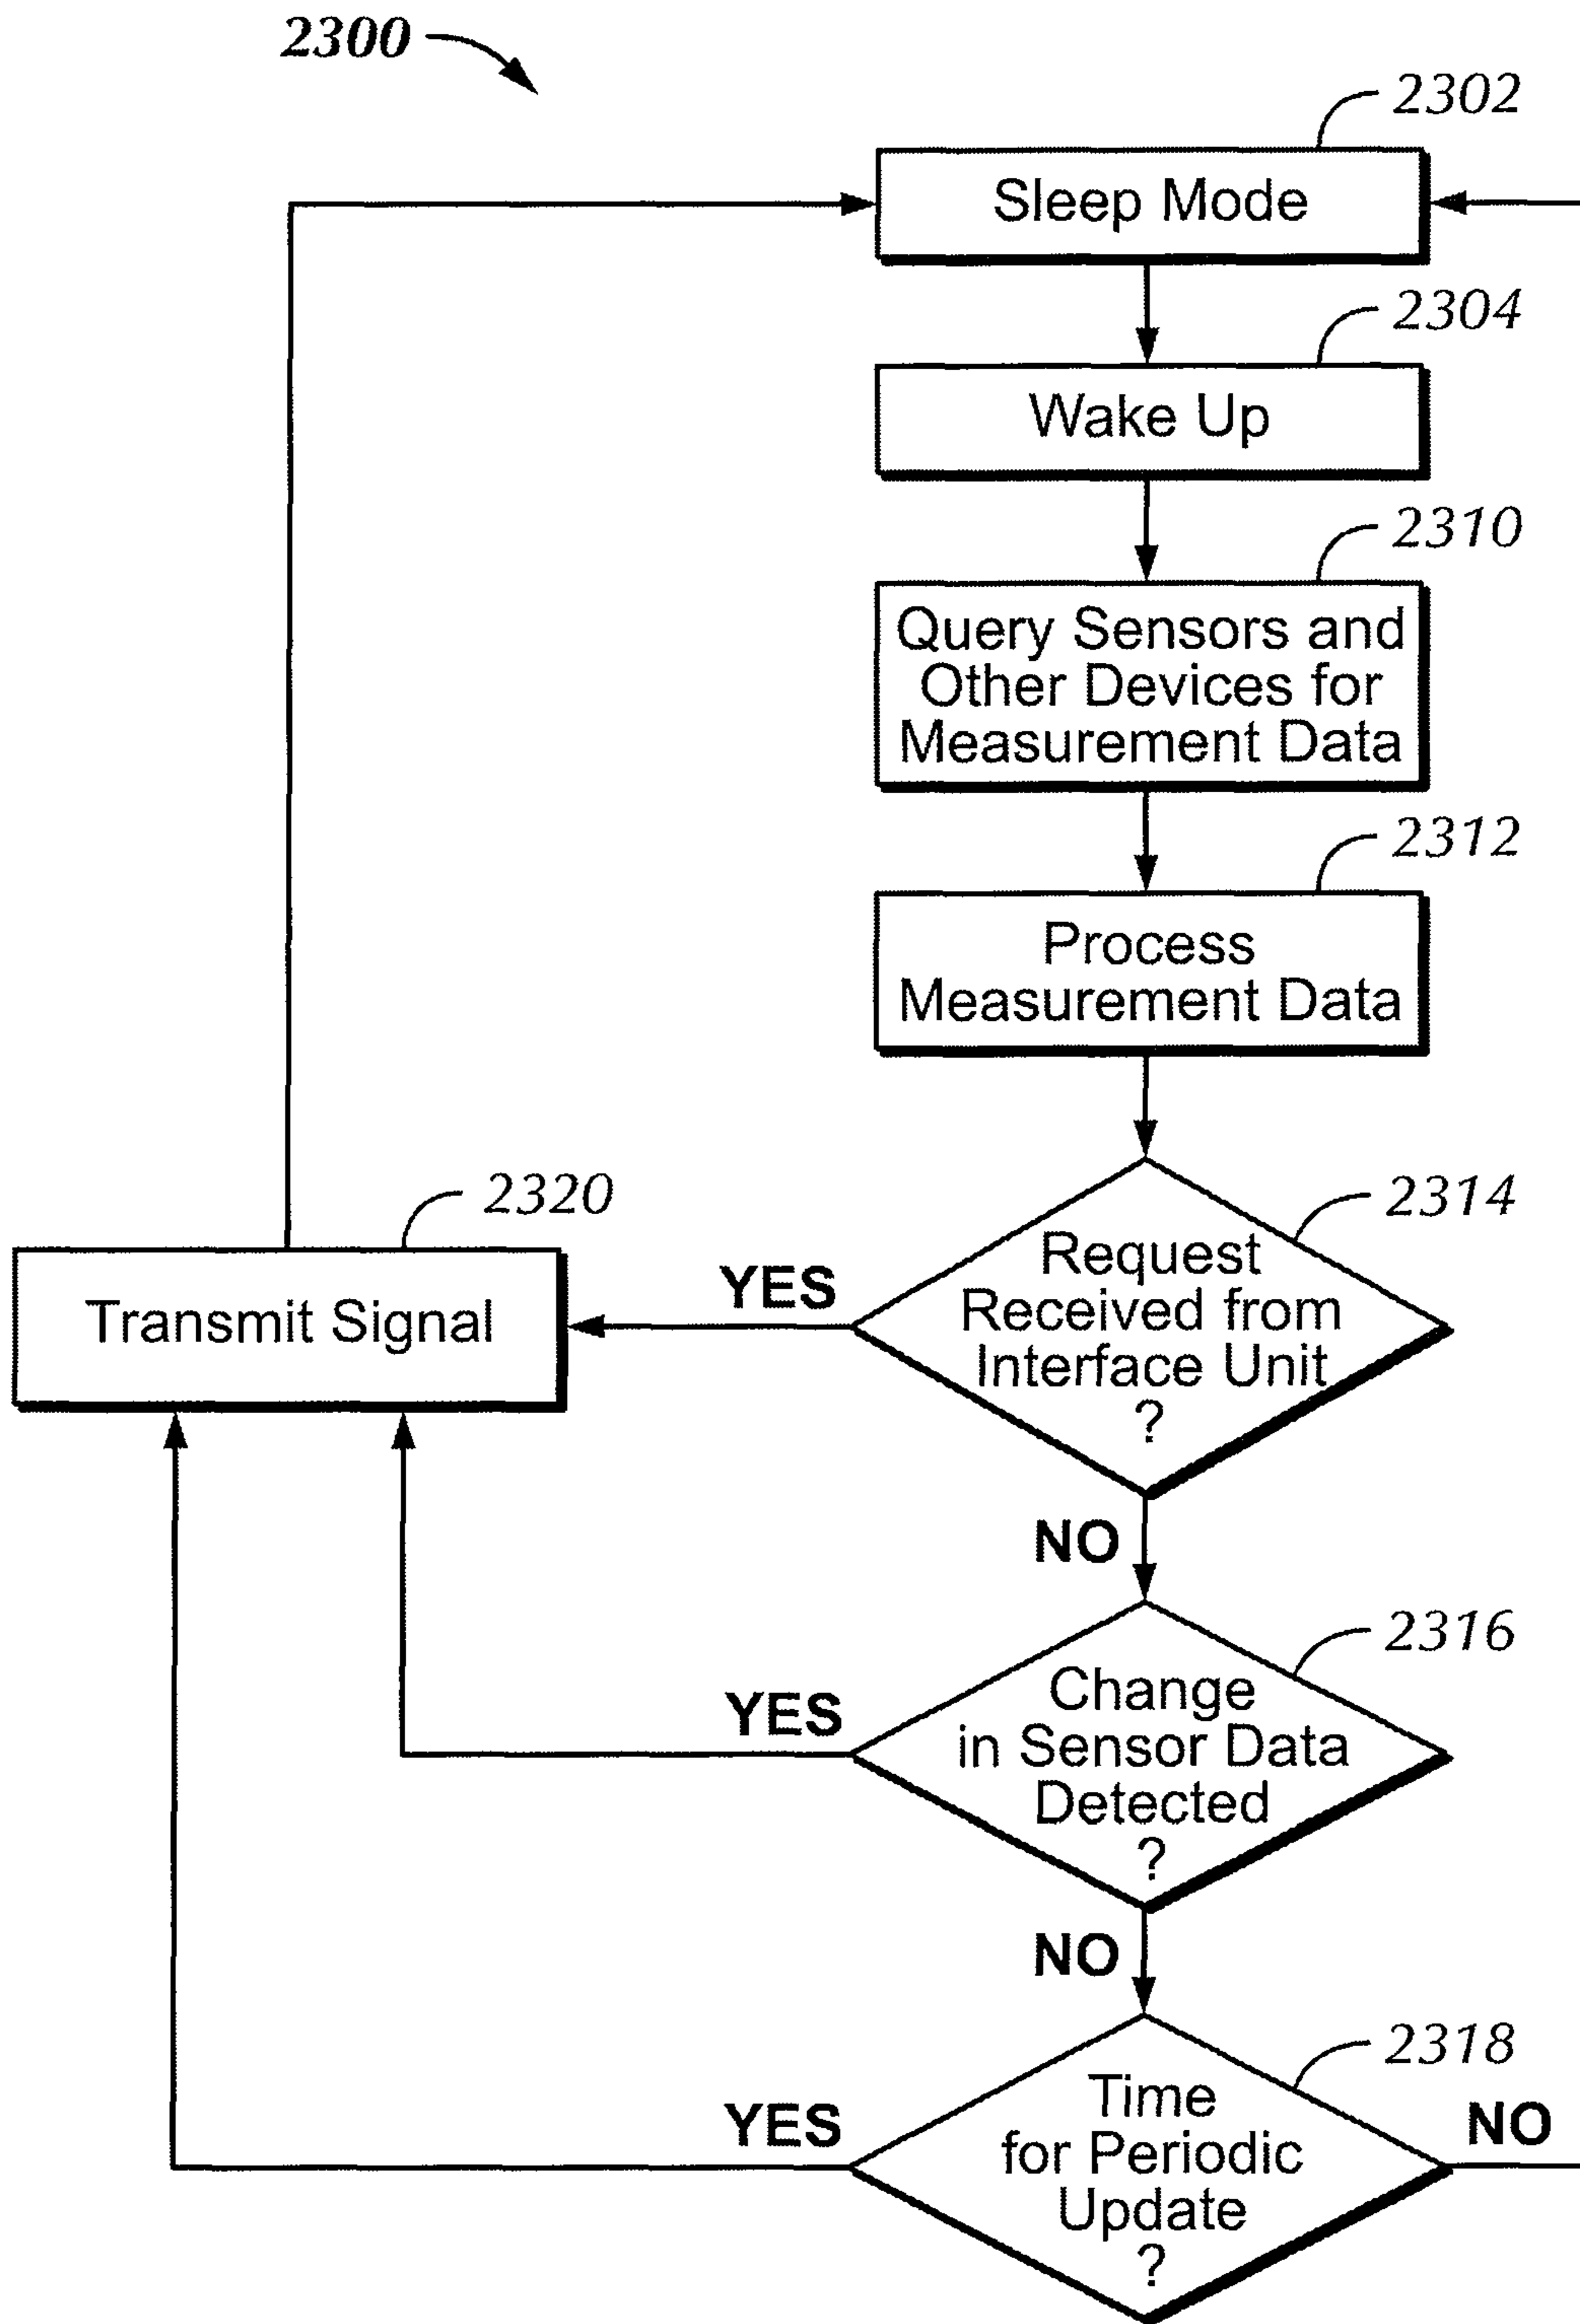 2300
2302
Sleep Mode
2304
Wake Up
2310
Query Sensors and
Other Devices for
Measurement Data
2312
Process
Measurement Data
2314
Request
Received from
Interface Unit
?
YES
2320
Transmit Signal
NO
2316
Change
in Sensor Data
Detected
?
YES
NO
2318
Time
for Periodic
Update
?
YES
NO